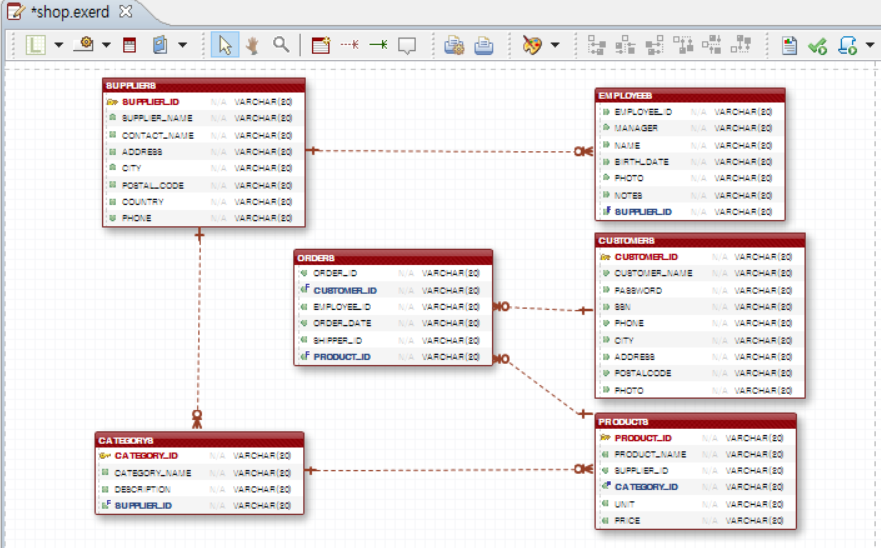 *shop.exerd
SUPPLIERS
SUPPLIER_ID N/A VARCHAR(20)
SUPPLIER_NAME N/A VARCHAR(20)
CONTACT_NAME N/A VARCHAR(20)
ADDRESS N/A VARCHAR(20)
CITY N/A VARCHAR(20)
POSTAL_CODE N/A VARCHAR(20)
COUNTRY N/A VARCHAR(20)
PHONE N/A VARCHAR(20)
EMPLOYEES
EMPLOYEE_ID N/A VARCHAR(20)
MANAGER N/A VARCHAR(20)
NAME N/A VARCHAR(20)
BIRTH_DATE N/A VARCHAR(20)
PHOTO N/A VARCHAR(20)
NOTES N/A VARCHAR(20)
SUPPLIER_ID N/A VARCHAR(20)
ORDERS
ORDER_ID N/A VARCHAR(20)
CUSTOMER_ID N/A VARCHAR(20)
EMPLOYEE_ID N/A VARCHAR(20)
ORDER_DATE N/A VARCHAR(20)
SHIPPER_ID N/A VARCHAR(20)
PRODUCT_ID N/A VARCHAR(20)
CUSTOMERS
CUSTOMER_ID N/A VARCHAR(20)
CUSTOMER_NAME N/A VARCHAR(20)
PASSWORD N/A VARCHAR(20)
SSN N/A VARCHAR(20)
PHONE N/A VARCHAR(20)
CITY N/A VARCHAR(20)
ADDRESS N/A VARCHAR(20)
POSTALCODE N/A VARCHAR(20)
PHOTO N/A VARCHAR(20)
CATEGORYS
CATEGORY_ID N/A VARCHAR(20)
CATEGORY_NAME N/A VARCHAR(20)
DESCRIPTION N/A VARCHAR(20)
SUPPLIER_ID N/A VARCHAR(20)
PRODUCTS
PRODUCT_ID N/A VARCHAR(20)
PRODUCT_NAME N/A VARCHAR(20)
SUPPLIER_ID N/A VARCHAR(20)
CATEGORY_ID N/A VARCHAR(20)
UNIT N/A VARCHAR(20)
PRICE N/A VARCHAR(20)